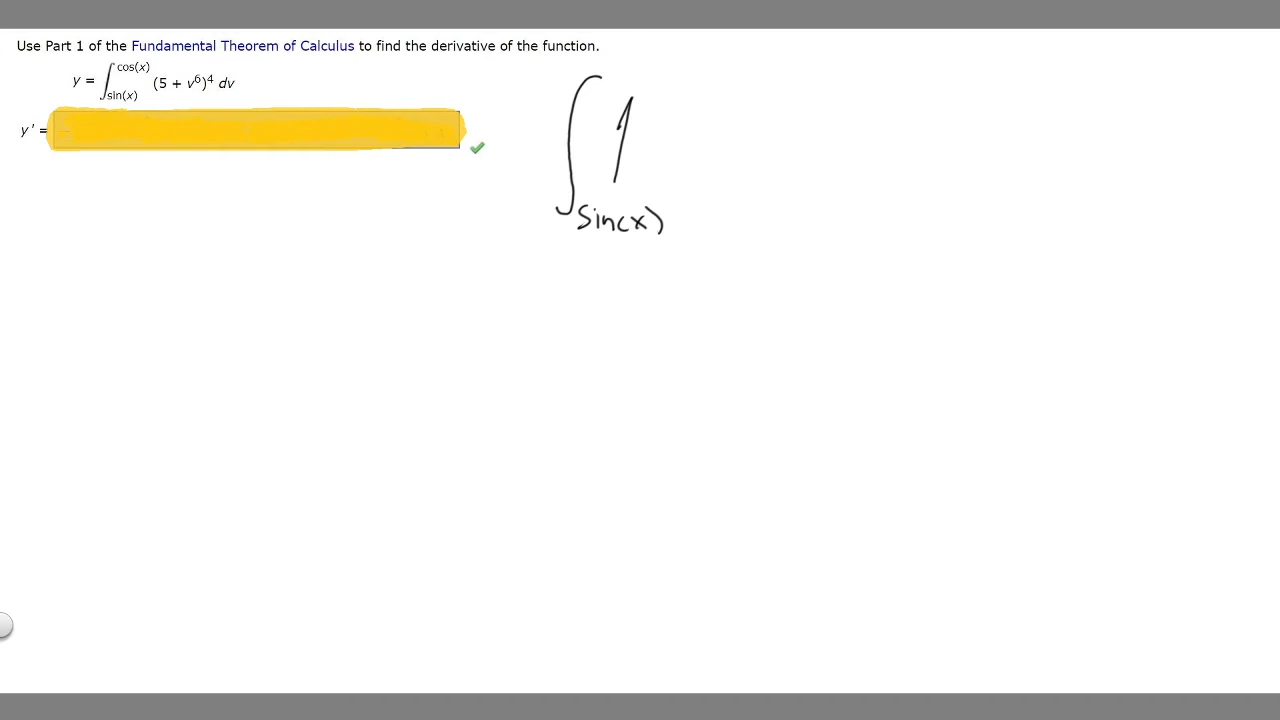 Use Part 1 of the Fundamental Theorem of Calculus to find the derivative of the function.
y = ∫_{sin(x)}^{cos(x)} (5 + v⁶)⁴ dv
y' =
∫_{sin(x)}